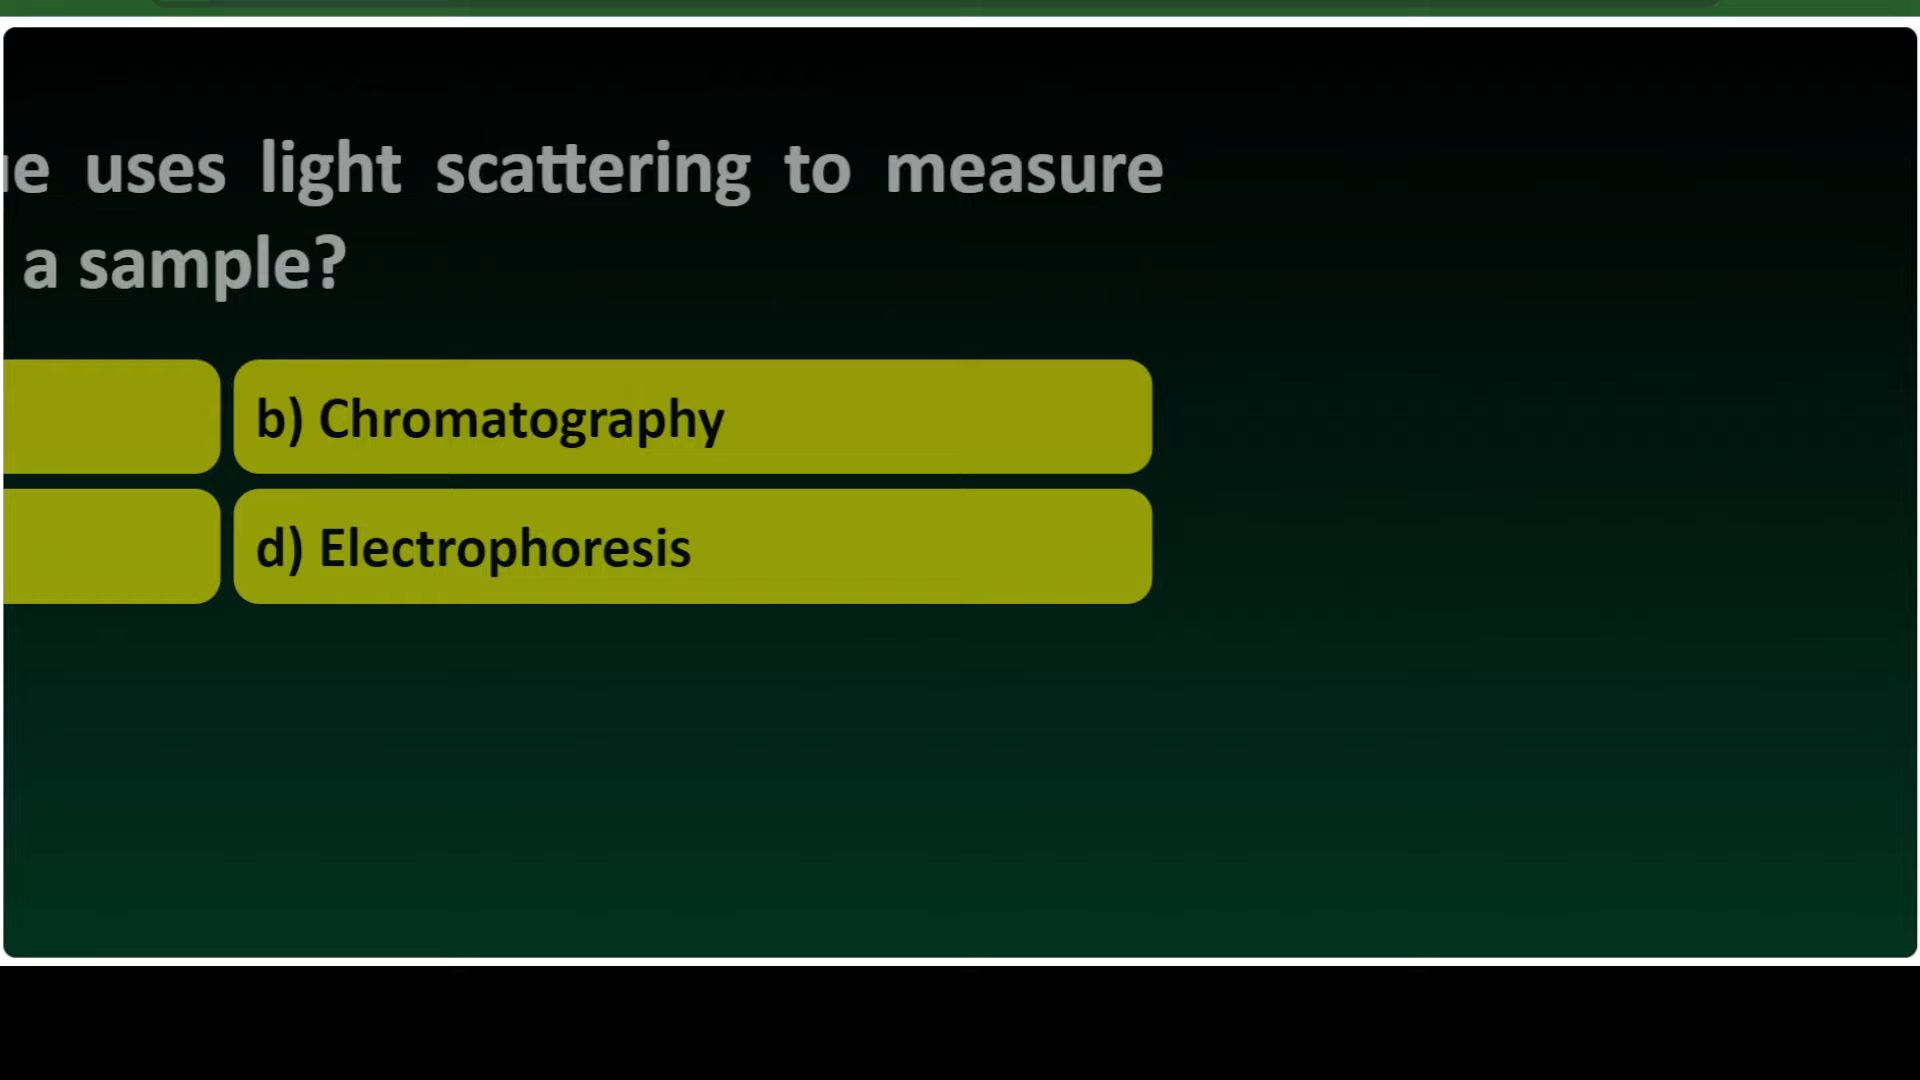 uses light scattering to measure
a sample?
b) Chromatography
d) Electrophoresis